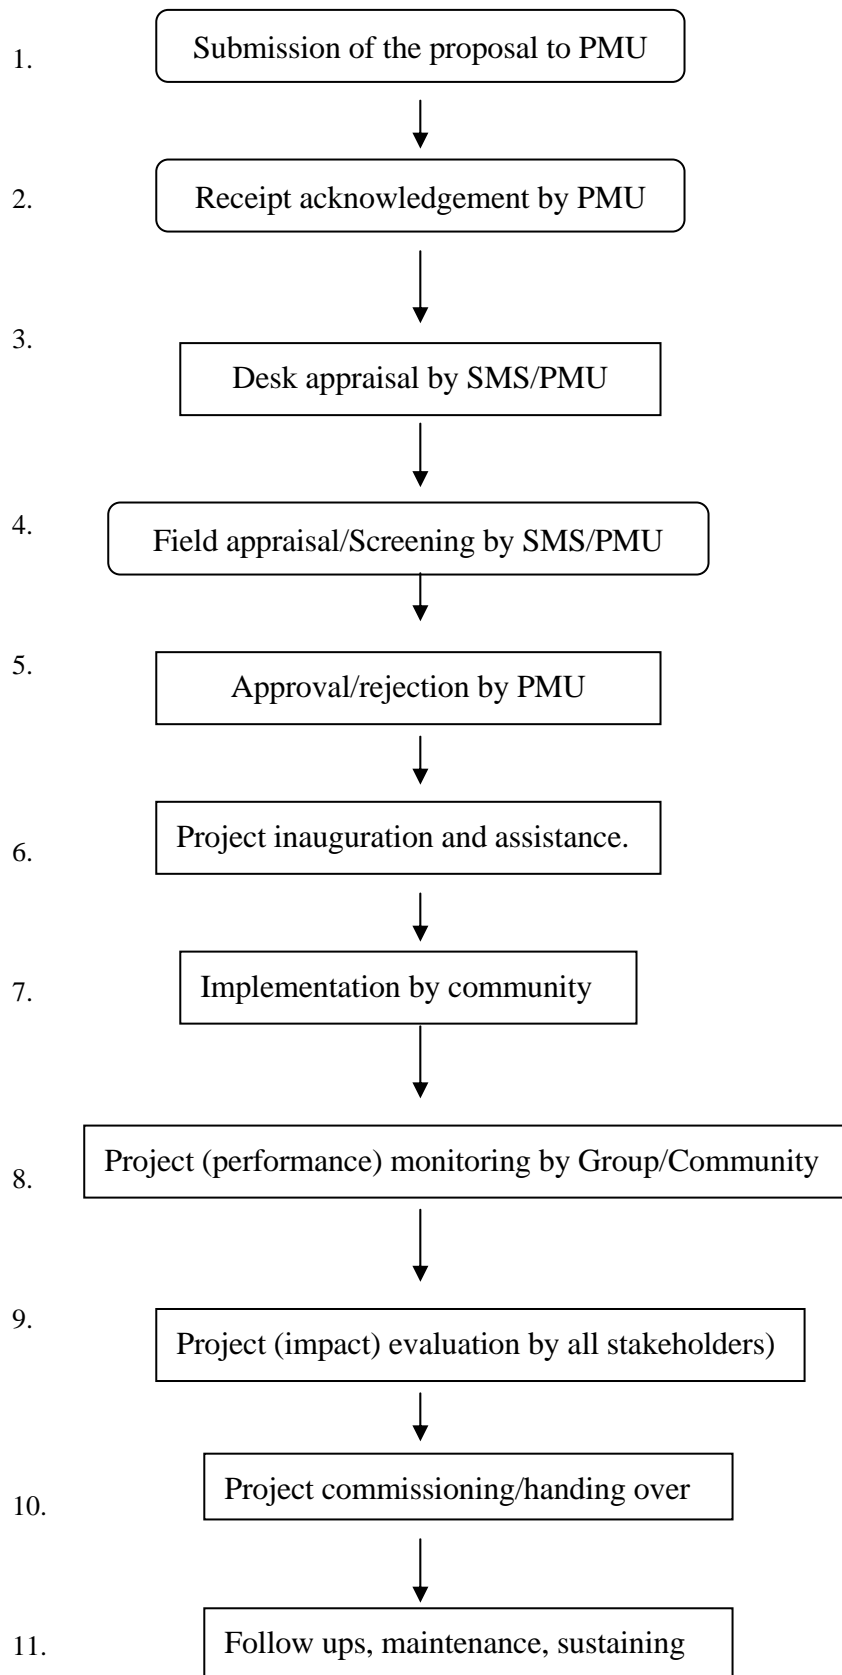 1. Submission of the proposal to PMU
2. Receipt acknowledgement by PMU
3. Desk appraisal by SMS/PMU
4. Field appraisal/Screening by SMS/PMU
5. Approval/rejection by PMU
6. Project inauguration and assistance.
7. Implementation by community
8. Project (performance) monitoring by Group/Community
9. Project (impact) evaluation by all stakeholders)
10. Project commissioning/handing over
11. Follow ups, maintenance, sustaining